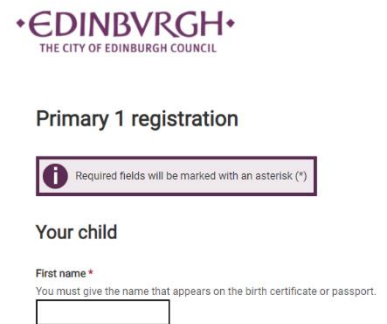 ·EDINBVRGH·
THE CITY OF EDINBURGH COUNCIL
Primary 1 registration
i Required fields will be marked with an asterisk (*)
Your child
First name *
You must give the name that appears on the birth certificate or passport.